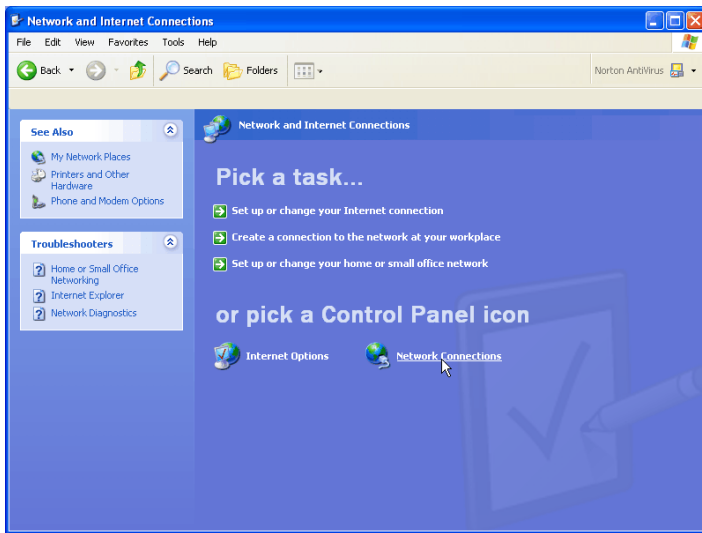 Network and Internet Connections
File Edit View Favorites Tools Help
Back Search Folders Norton AntiVirus
See Also
My Network Places
Printers and Other
Hardware
Phone and Modem Options
Troubleshooters
Home or Small Office
Networking
Internet Explorer
Network Diagnostics
Network and Internet Connections
Pick a task...
Set up or change your Internet connection
Create a connection to the network at your workplace
Set up or change your home or small office network
or pick a Control Panel icon
Internet Options Network Connections